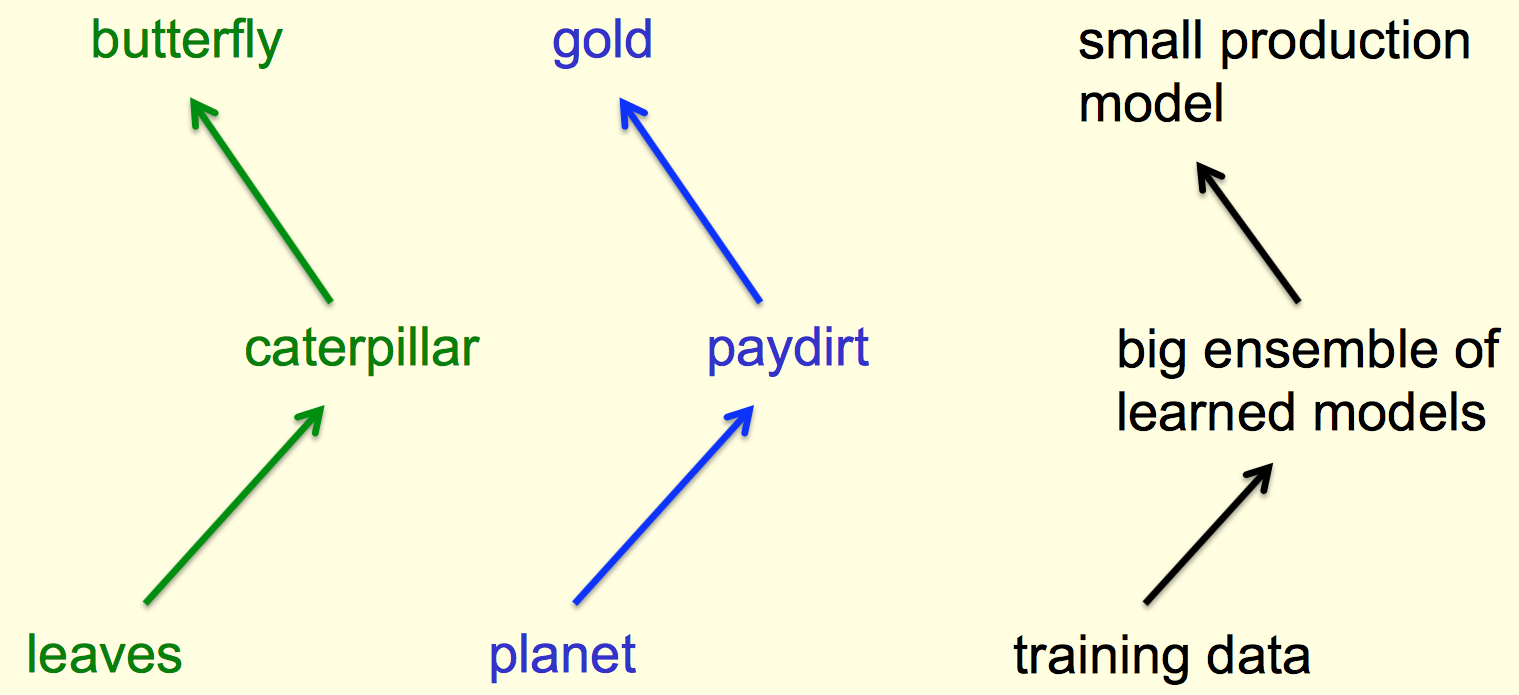 butterfly
gold
small production
model
caterpillar
paydirt
big ensemble of
learned models
leaves
planet
training data